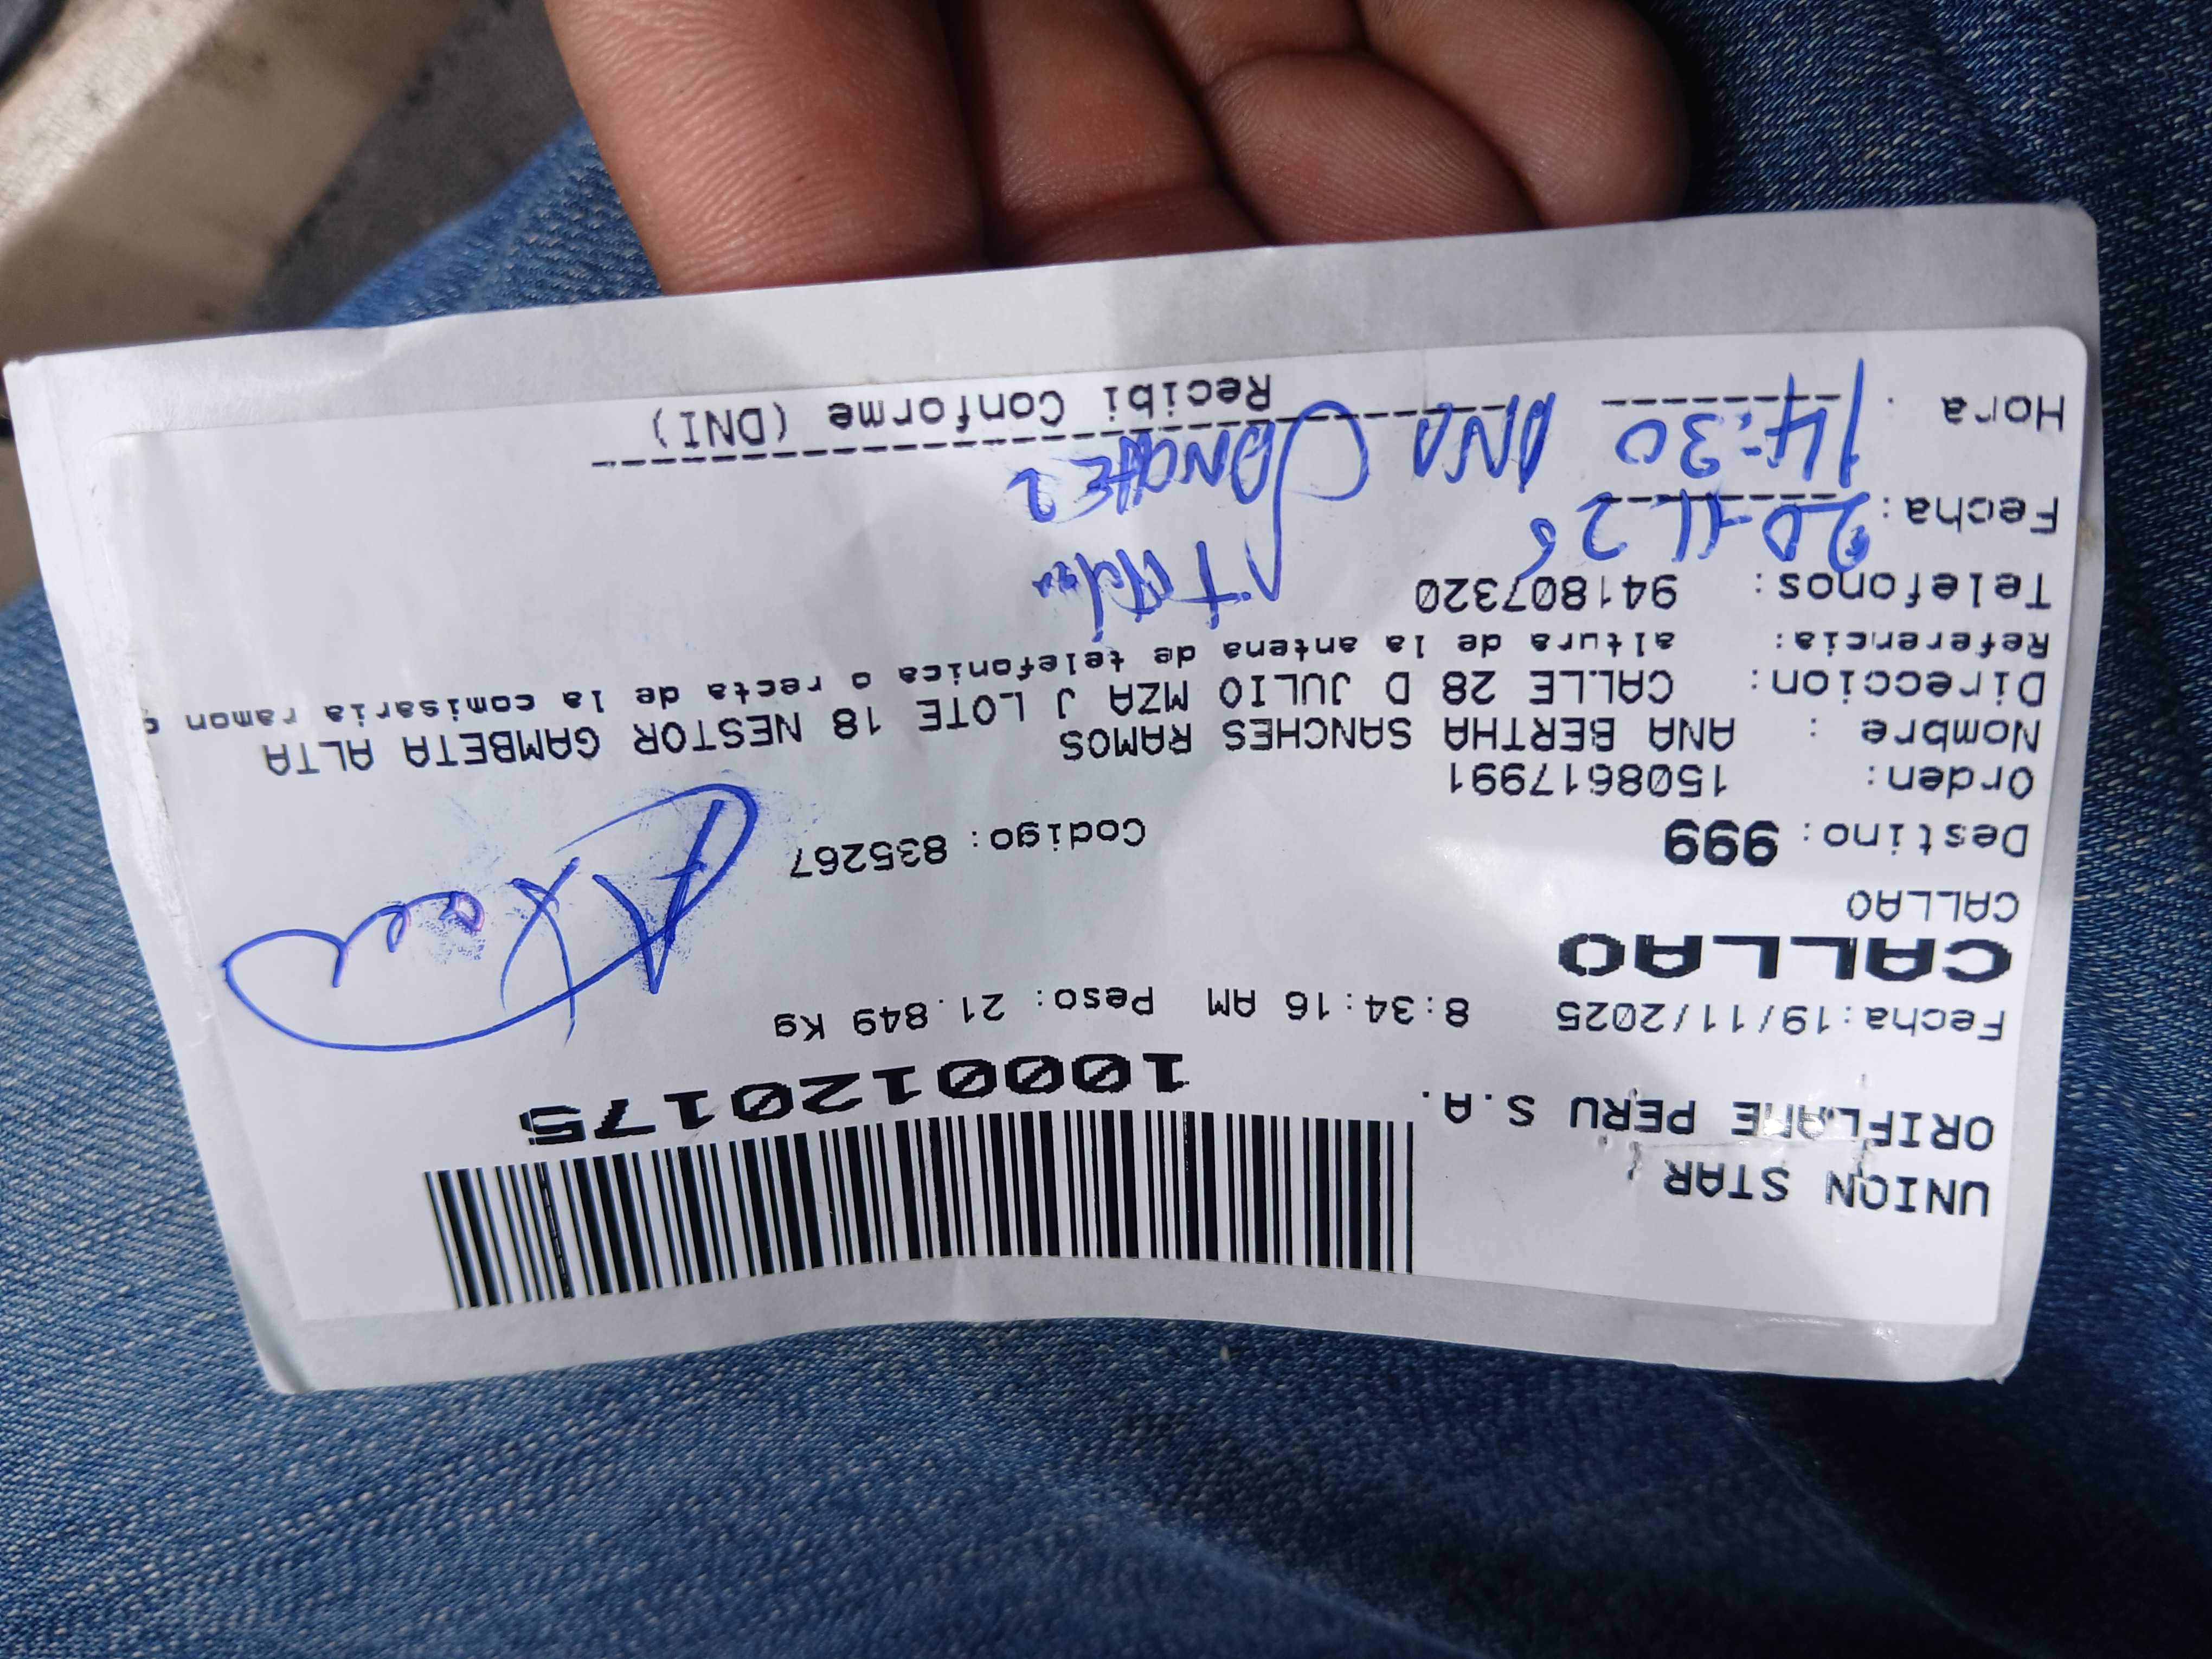 UNION STAR
ORIFLAME PERU S.A.
1000120175
Fecha:19/11/2025 8:34:16 AM Peso: 21.849 Kg
CALLAO
CALLAO
Destino: 999 Codigo: 835267
Orden: 1508617991
Nombre : ANA BERTHA SANCHES RAMOS
Direccion: CALLE 28 D JULIO MZA J LOTE 18 NESTOR GAMBETA ALTA
Referencia: altura de la antena de telefonica o recta de la comisaria ramon c
Telefonos: 941807320
Fecha: 20-11-25
Hora : 14:30 ANA SANCHEZ
Recibi Conforme (DNI)